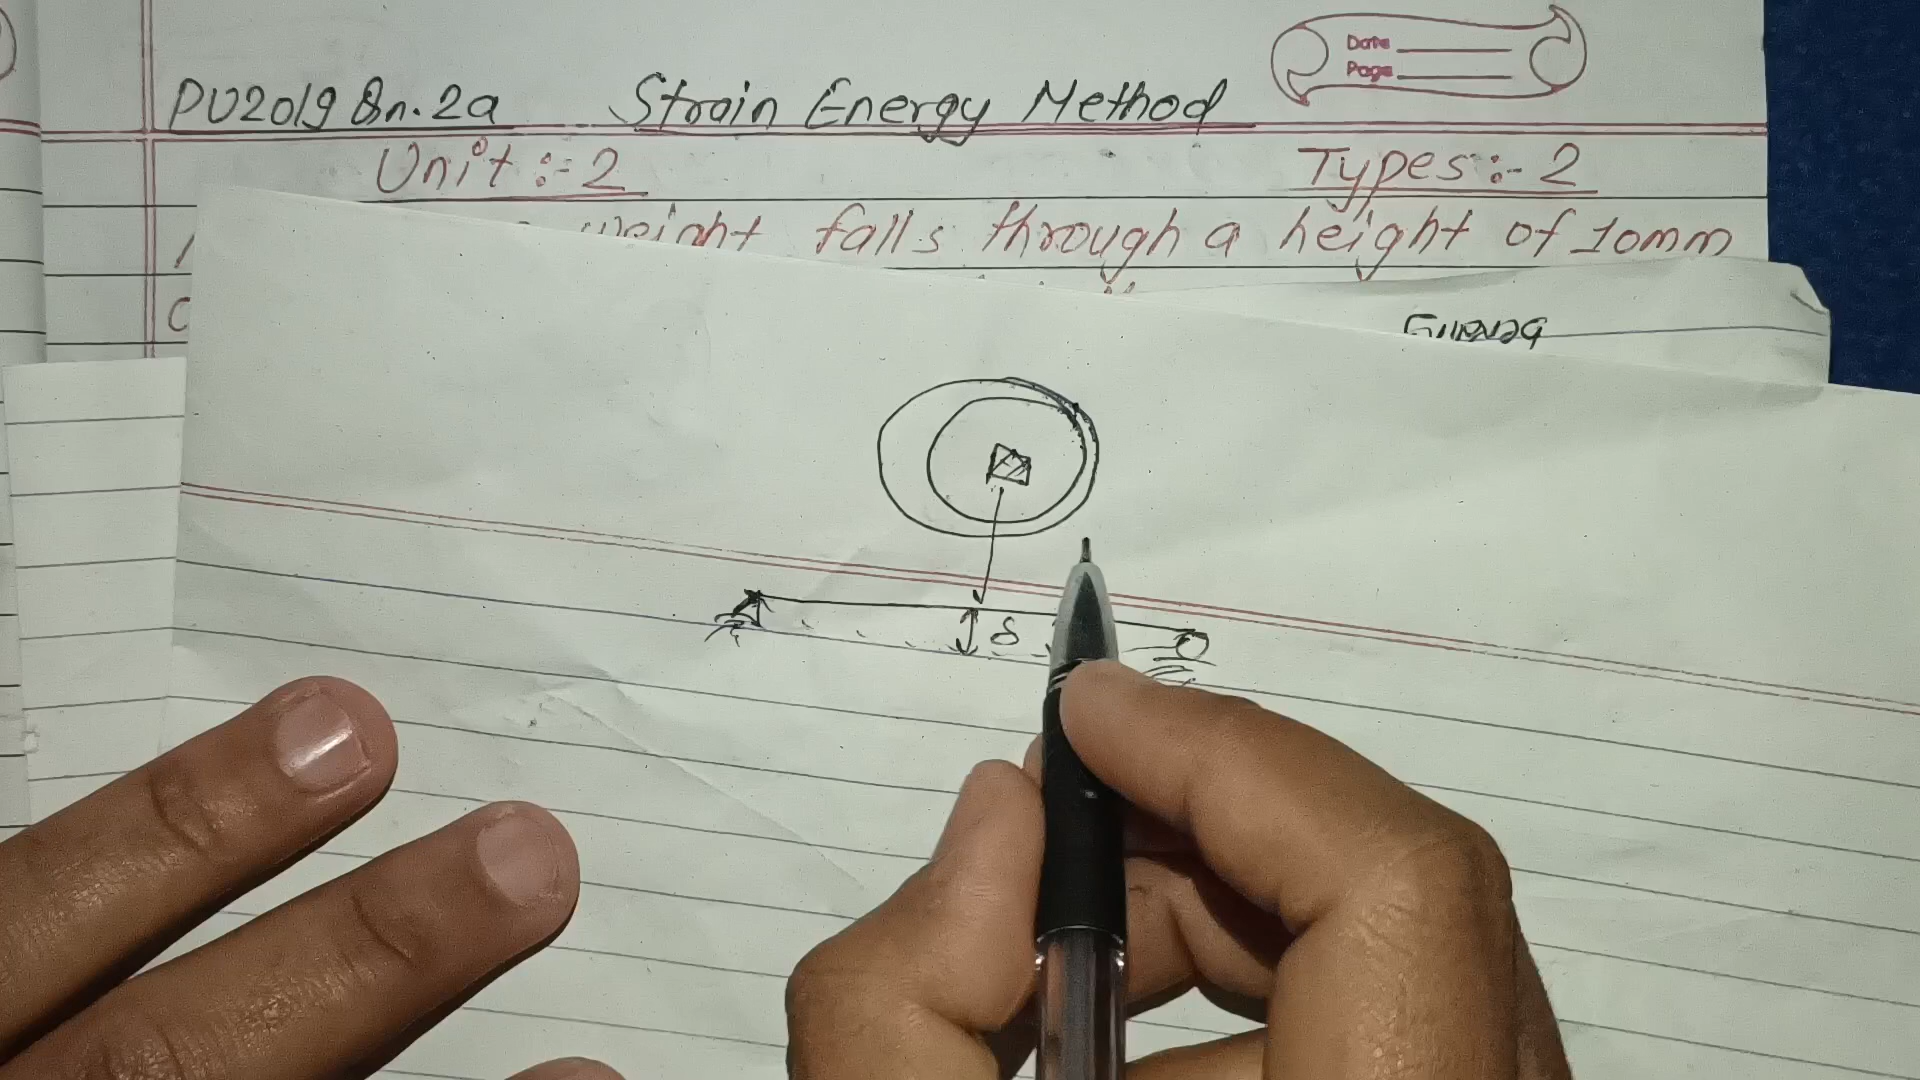 Date
Page
PU2019 Qn. 2a Strain Energy Method
Unit :- 2 Types :- 2
weight falls through a height of 10mm
δ